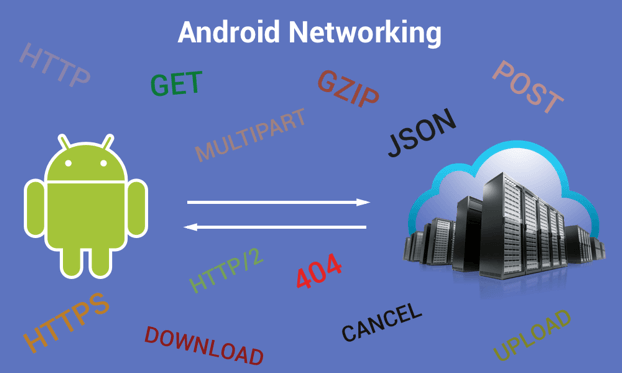 Android Networking
HTTP
GET
GZIP
POST
MULTIPART
JSON
HTTP/2
404
HTTPS
DOWNLOAD
CANCEL
UPLOAD